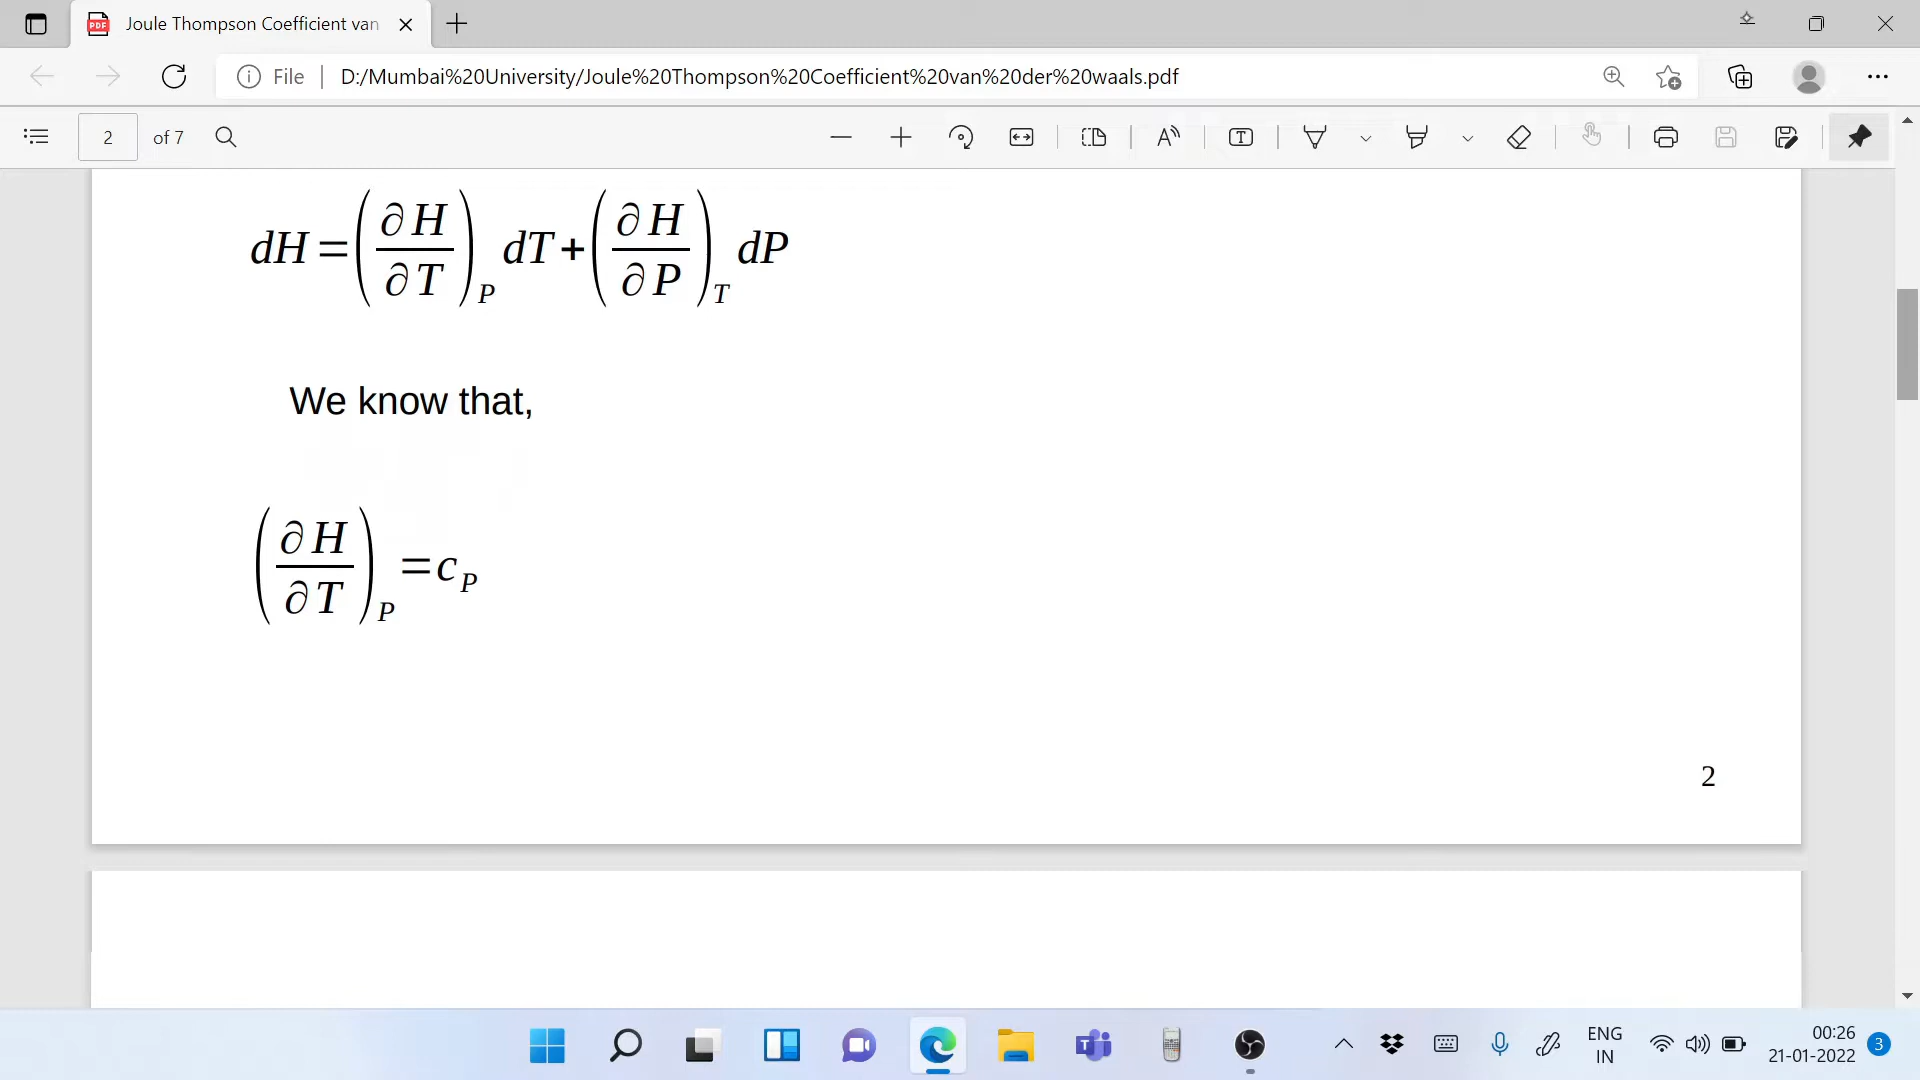 Joule Thompson Coefficient van
File
D:/Mumbai%20University/Joule%20Thompson%20Coefficient%20van%20der%20waals.pdf
2 of 7
dH = (∂H/∂T)_P dT + (∂H/∂P)_T dP
We know that,
(∂H/∂T)_P = c_P
2
ENG
IN
00:26
21-01-2022
3